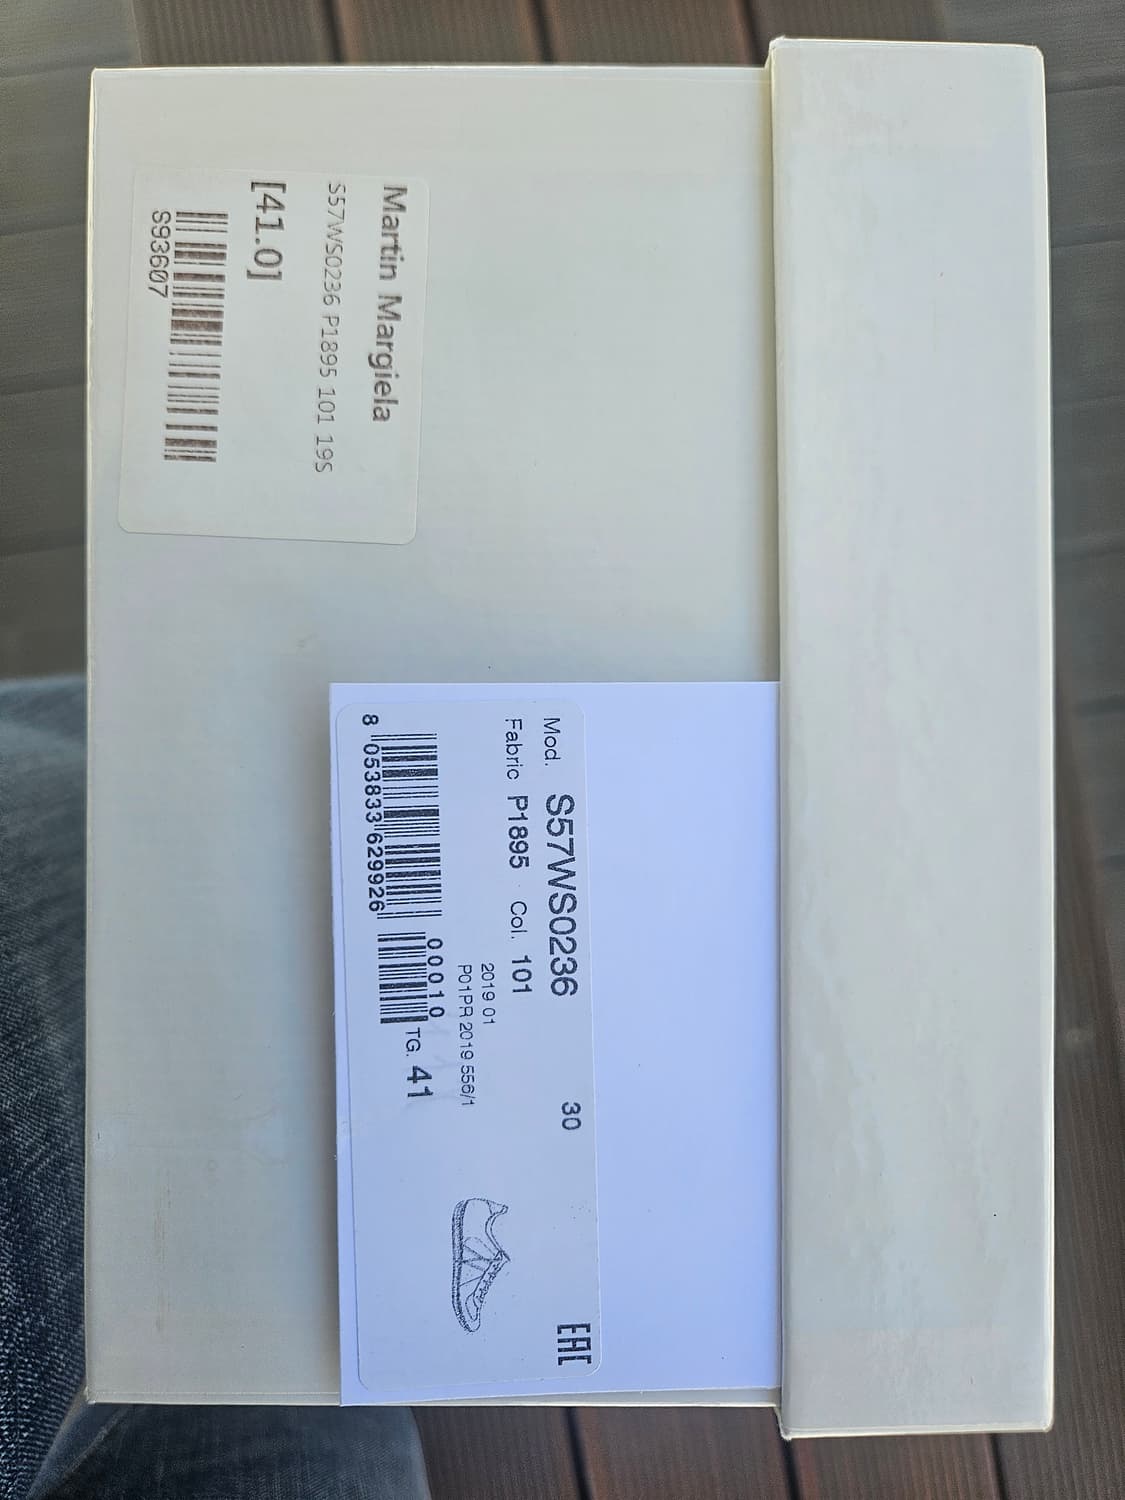 Martin Margiela
S57WS0236 P1895 101 19S
[41.0]
S93607
Mod. S57WS0236 30 EAC
Fabric P1895 Col. 101
2019 01
P01PR 2019 556/1
00010 TG. 41
8 053833 629926